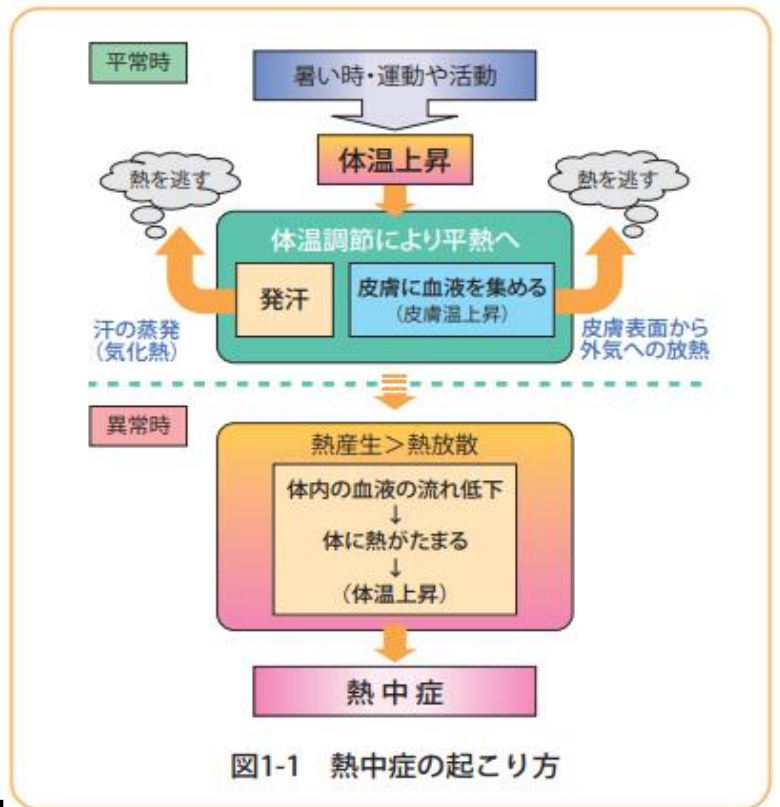 平常時
暑い時・運動や活動
体温上昇
熱を逃す
熱を逃す
体温調節により平熱へ
発汗
皮膚に血液を集める
(皮膚温上昇)
汗の蒸発
(気化熱)
皮膚表面から
外気への放熱
異常時
熱産生＞熱放散
体内の血液の流れ低下
↓
体に熱がたまる
↓
(体温上昇)
熱中症
図1-1 熱中症の起こり方